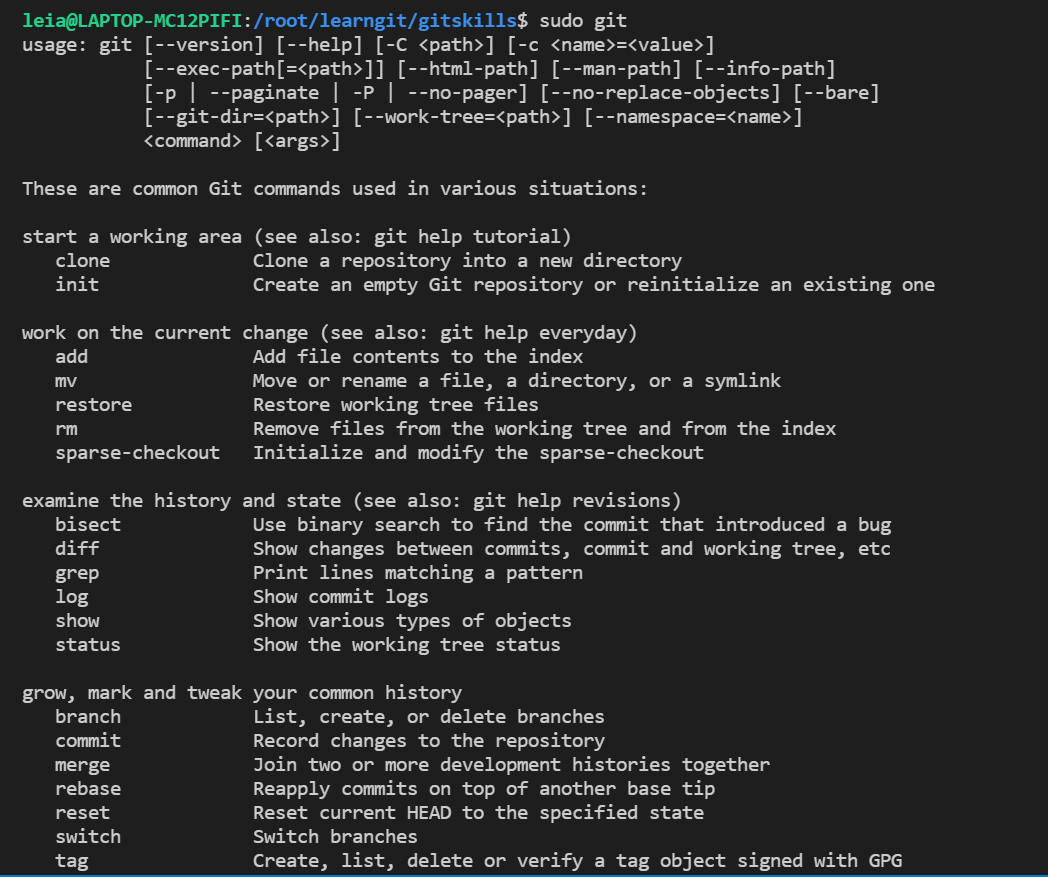 leia@LAPTOP-MC12PIFI:/root/learngit/gitskills$ sudo git
usage: git [--version] [--help] [-C <path>] [-c <name>=<value>]
           [--exec-path[=<path>]] [--html-path] [--man-path] [--info-path]
           [-p | --paginate | -P | --no-pager] [--no-replace-objects] [--bare]
           [--git-dir=<path>] [--work-tree=<path>] [--namespace=<name>]
           <command> [<args>]

These are common Git commands used in various situations:

start a working area (see also: git help tutorial)
   clone             Clone a repository into a new directory
   init              Create an empty Git repository or reinitialize an existing one

work on the current change (see also: git help everyday)
   add               Add file contents to the index
   mv                Move or rename a file, a directory, or a symlink
   restore           Restore working tree files
   rm                Remove files from the working tree and from the index
   sparse-checkout   Initialize and modify the sparse-checkout

examine the history and state (see also: git help revisions)
   bisect            Use binary search to find the commit that introduced a bug
   diff              Show changes between commits, commit and working tree, etc
   grep              Print lines matching a pattern
   log               Show commit logs
   show              Show various types of objects
   status            Show the working tree status

grow, mark and tweak your common history
   branch            List, create, or delete branches
   commit            Record changes to the repository
   merge             Join two or more development histories together
   rebase            Reapply commits on top of another base tip
   reset             Reset current HEAD to the specified state
   switch            Switch branches
   tag               Create, list, delete or verify a tag object signed with GPG